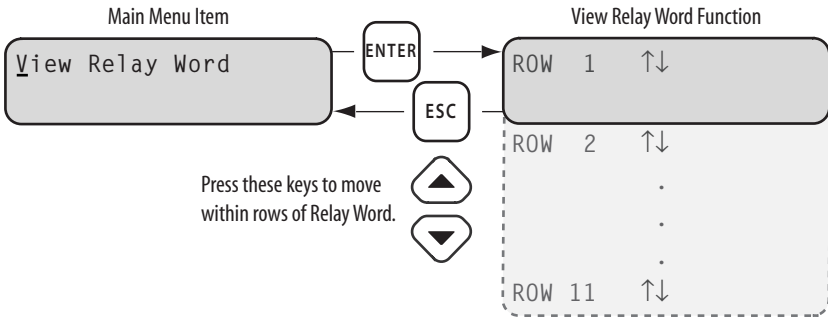 Main Menu Item
View Relay Word Function
View Relay Word
ENTER
ROW 1 ↑↓
ESC
ROW 2 ↑↓
.
.
.
Press these keys to move
within rows of Relay Word.
ROW 11 ↑↓